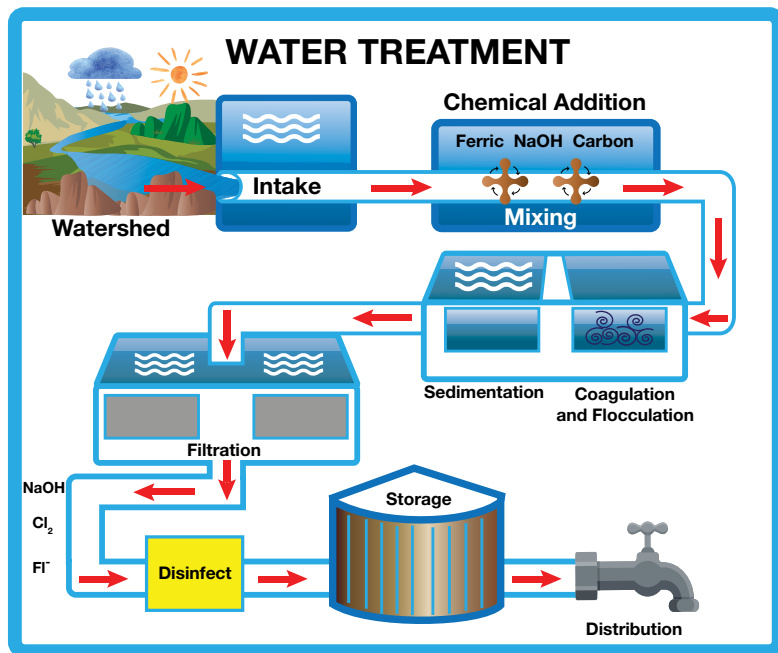 WATER TREATMENT
Chemical Addition
Ferric NaOH Carbon
Intake
Mixing
Watershed
Sedimentation
Coagulation
and Flocculation
Filtration
NaOH
Cl₂
Fl⁻
Storage
Disinfect
Distribution